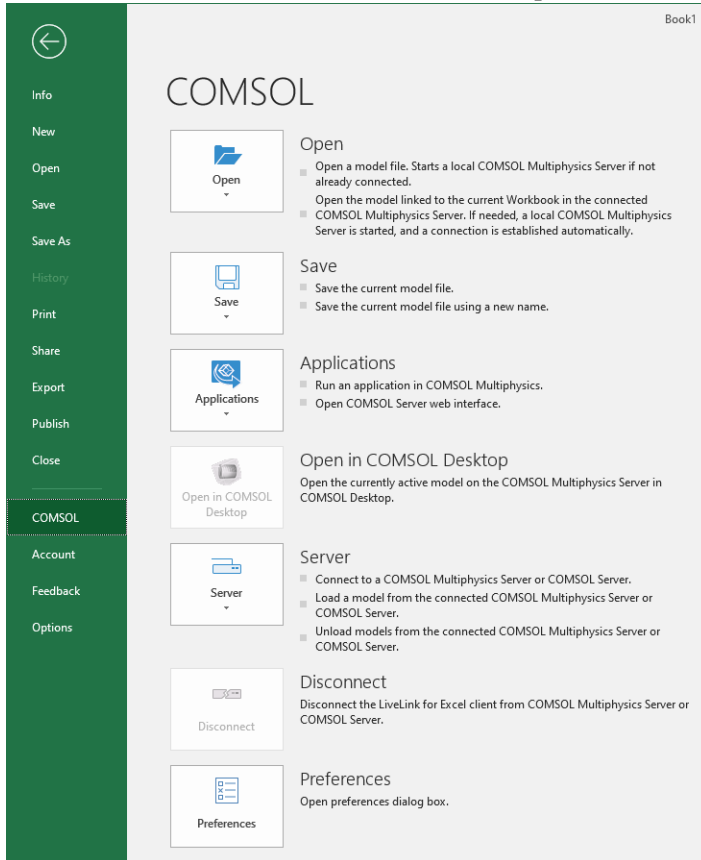 Book1
Info
New
Open
Save
Save As
History
Print
Share
Export
Publish
Close
COMSOL
Account
Feedback
Options
COMSOL
Open
Open
Open a model file. Starts a local COMSOL Multiphysics Server if not
already connected.
Open the model linked to the current Workbook in the connected
COMSOL Multiphysics Server. If needed, a local COMSOL Multiphysics
Server is started, and a connection is established automatically.
Save
Save
Save the current model file.
Save the current model file using a new name.
Applications
Applications
Run an application in COMSOL Multiphysics.
Open COMSOL Server web interface.
Open in COMSOL
Desktop
Open in COMSOL Desktop
Open the currently active model on the COMSOL Multiphysics Server in
COMSOL Desktop.
Server
Server
Connect to a COMSOL Multiphysics Server or COMSOL Server.
Load a model from the connected COMSOL Multiphysics Server or
COMSOL Server.
Unload models from the connected COMSOL Multiphysics Server or
COMSOL Server.
Disconnect
Disconnect
Disconnect the LiveLink for Excel client from COMSOL Multiphysics Server or
COMSOL Server.
Preferences
Preferences
Open preferences dialog box.